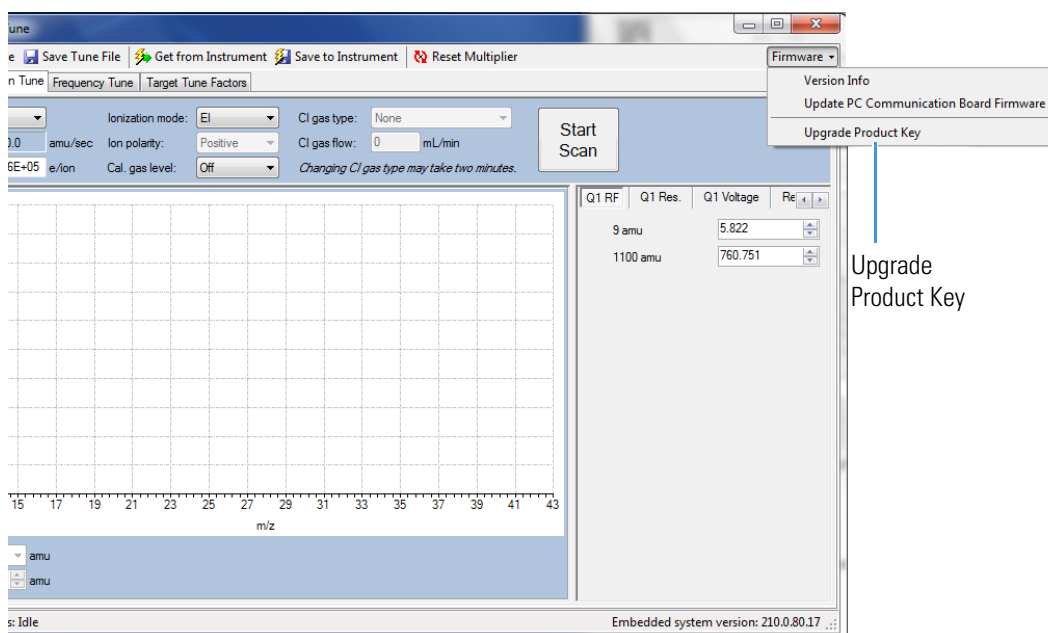 Tune
e Save Tune File Get from Instrument Save to Instrument Reset Multiplier Firmware
n Tune Frequency Tune Target Tune Factors
Version Info
Update PC Communication Board Firmware
Upgrade Product Key
Ionization mode: EI CI gas type: None
0.0 amu/sec Ion polarity: Positive CI gas flow: 0 mL/min
6E+05 e/ion Cal. gas level: Off Changing CI gas type may take two minutes.
Start
Scan
Q1 RF Q1 Res. Q1 Voltage Re
9 amu 5.822
1100 amu 760.751
Upgrade
Product Key
15 17 19 21 23 25 27 29 31 33 35 37 39 41 43
m/z
amu
amu
s: Idle Embedded system version: 210.0.80.17